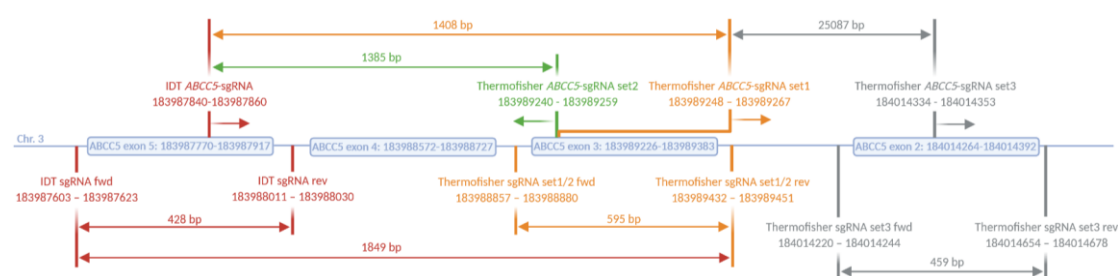 1408 bp
25087 bp
1385 bp
IDT ABCC5-sgRNA
183987840-183987860
Thermofisher ABCC5-sgRNA set2
183989240 - 183989259
Thermofisher ABCC5-sgRNA set1
183989248 – 183989267
Thermofisher ABCC5-sgRNA set3
184014334 - 184014353
Chr. 3
ABCC5 exon 5: 183987770-183987917
ABCC5 exon 4: 183988572-183988727
ABCC5 exon 3: 183989226-183989383
ABCC5 exon 2: 184014264-184014392
IDT sgRNA fwd
183987603 – 183987623
IDT sgRNA rev
183988011 – 183988030
Thermofisher sgRNA set1/2 fwd
183988857 – 183988880
Thermofisher sgRNA set1/2 rev
183989432 – 183989451
Thermofisher sgRNA set3 fwd
184014220 – 184014244
Thermofisher sgRNA set3 rev
184014654 – 184014678
428 bp
595 bp
1849 bp
459 bp